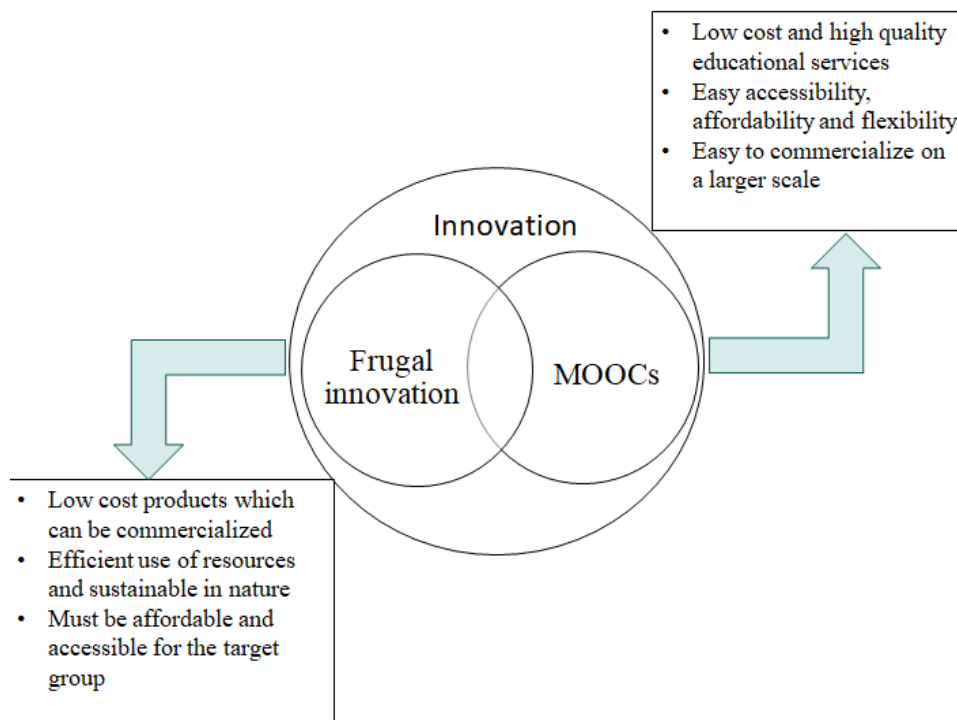 • Low cost and high quality
educational services
• Easy accessibility,
affordability and flexibility
• Easy to commercialize on
a larger scale
Innovation
Frugal
innovation
MOOCs
• Low cost products which
can be commercialized
• Efficient use of resources
and sustainable in nature
• Must be affordable and
accessible for the target
group